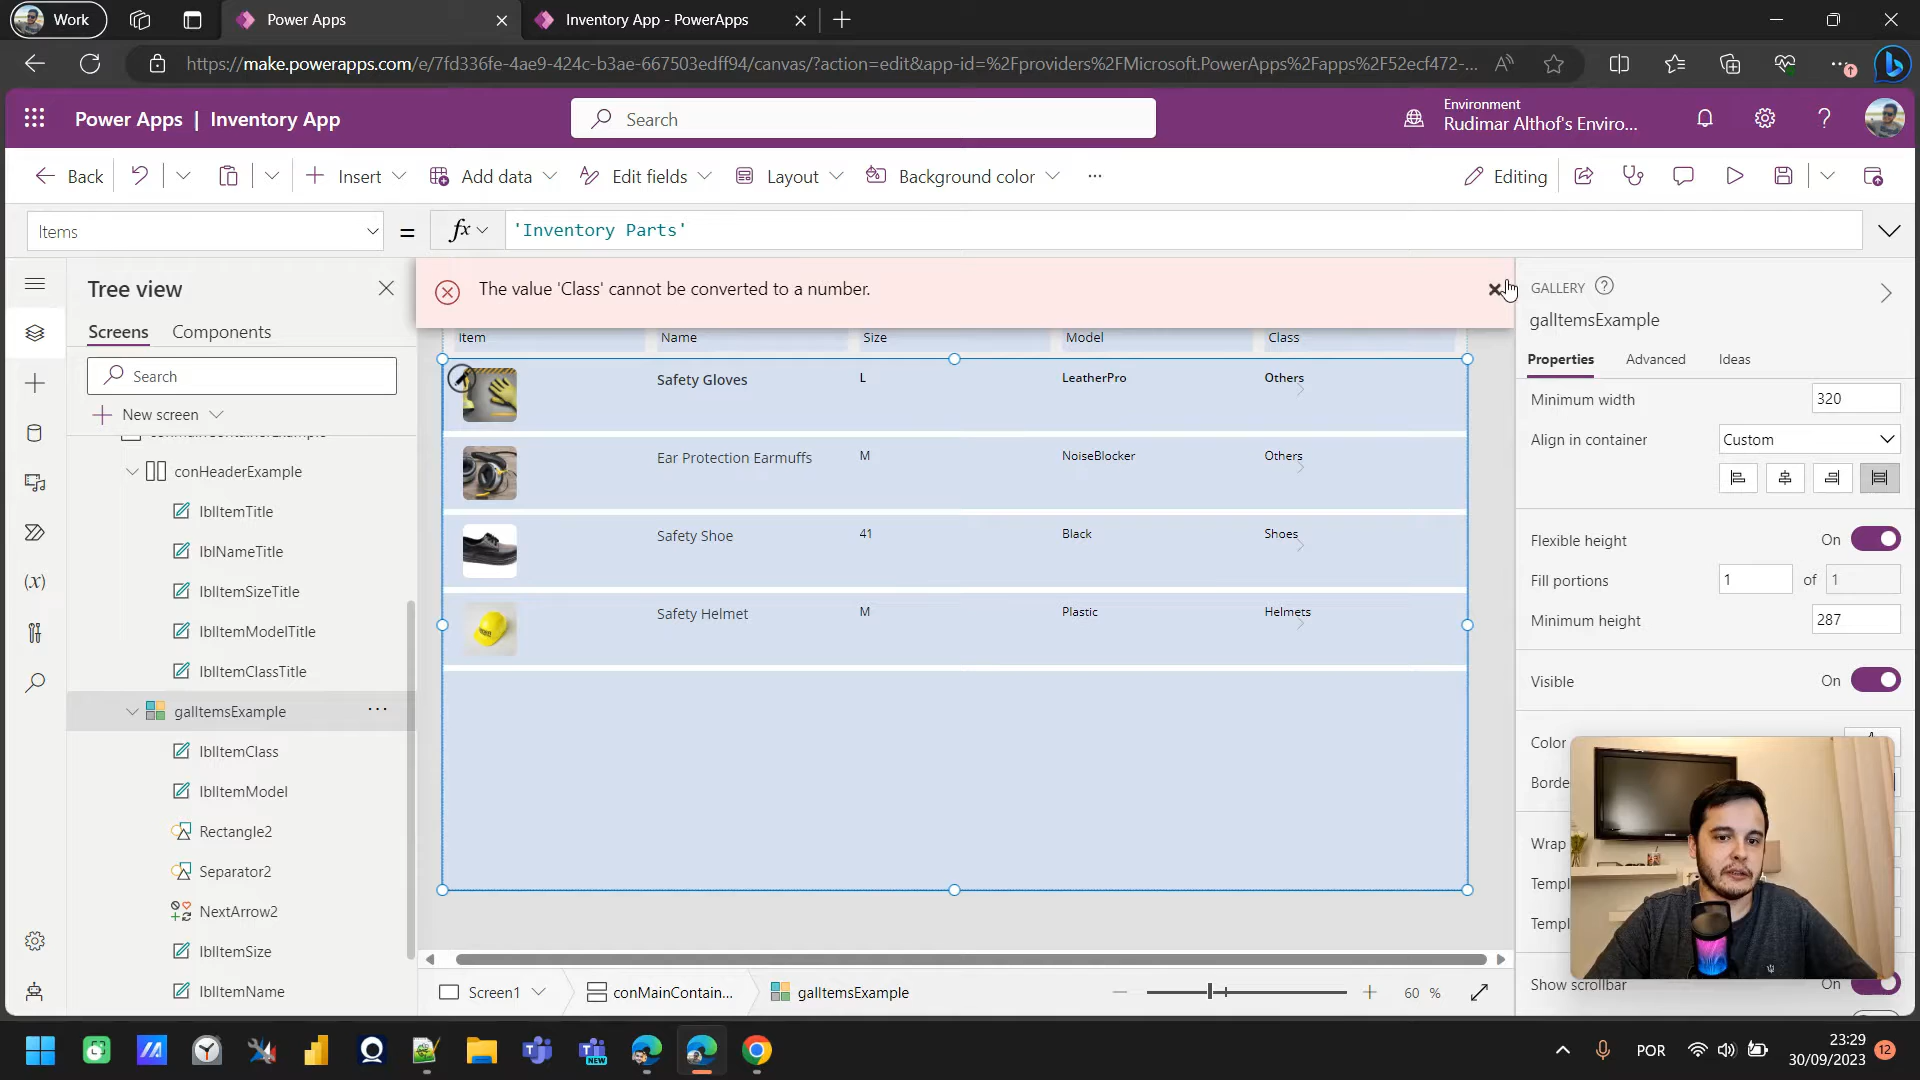 Work
Power Apps
Inventory App - PowerApps
https://make.powerapps.com/e/7fd336fe-4ae9-424c-b3ae-667503edff94/canvas/?action=edit&app-id=%2Fproviders%2FMicrosoft.PowerApps%2Fapps%2F52ecf472-...
Power Apps | Inventory App
Search
Environment
Rudimar Althof's Enviro...
Back
Insert
Add data
Edit fields
Layout
Background color
...
Editing
Items
=
fx
'Inventory Parts'
Tree view
Screens
Components
Search
New screen
conHeaderExample
lblItemTitle
lblNameTitle
lblItemSizeTitle
lblItemModelTitle
lblItemClassTitle
galItemsExample
...
lblItemClass
lblItemModel
Rectangle2
Separator2
NextArrow2
lblItemSize
lblItemName
The value 'Class' cannot be converted to a number.
Item Name Size Model Class
Safety Gloves L LeatherPro Others
Ear Protection Earmuffs M NoiseBlocker Others
Safety Shoe 41 Black Shoes
Safety Helmet M Plastic Helmets
Screen1
conMainContain...
galItemsExample
60 %
GALLERY
galItemsExample
Properties
Advanced
Ideas
Minimum width 320
Align in container Custom
Flexible height On
Fill portions 1 of 1
Minimum height 287
Visible On
Color
Borde
Wrap
Templ
Templ
Show scrollbar On
NEW
POR
23:29
30/09/2023
12